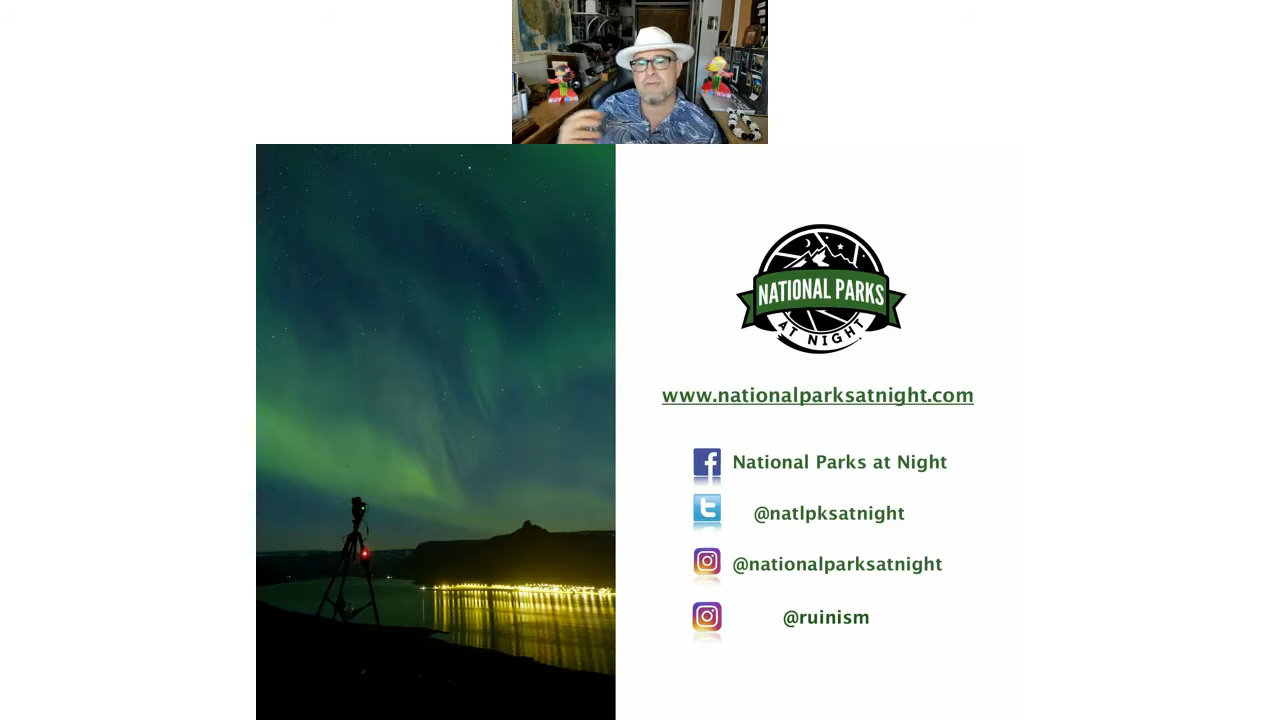 NATIONAL PARKS
AT NIGHT
www.nationalparksatnight.com
National Parks at Night
@natlpksatnight
@nationalparksatnight
@ruinism